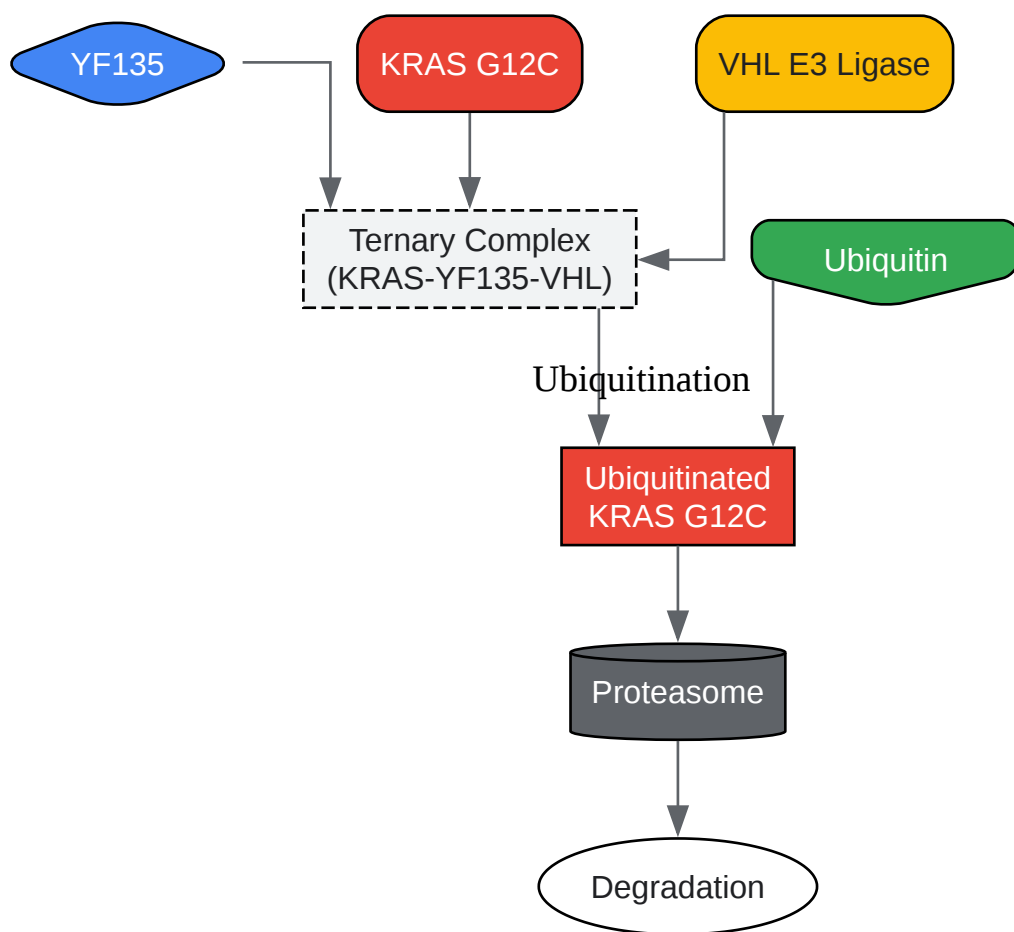 YF135
KRAS G12C
VHL E3 Ligase
Ternary Complex
(KRAS-YF135-VHL)
Ubiquitin
Ubiquitination
Ubiquitinated
KRAS G12C
Proteasome
Degradation